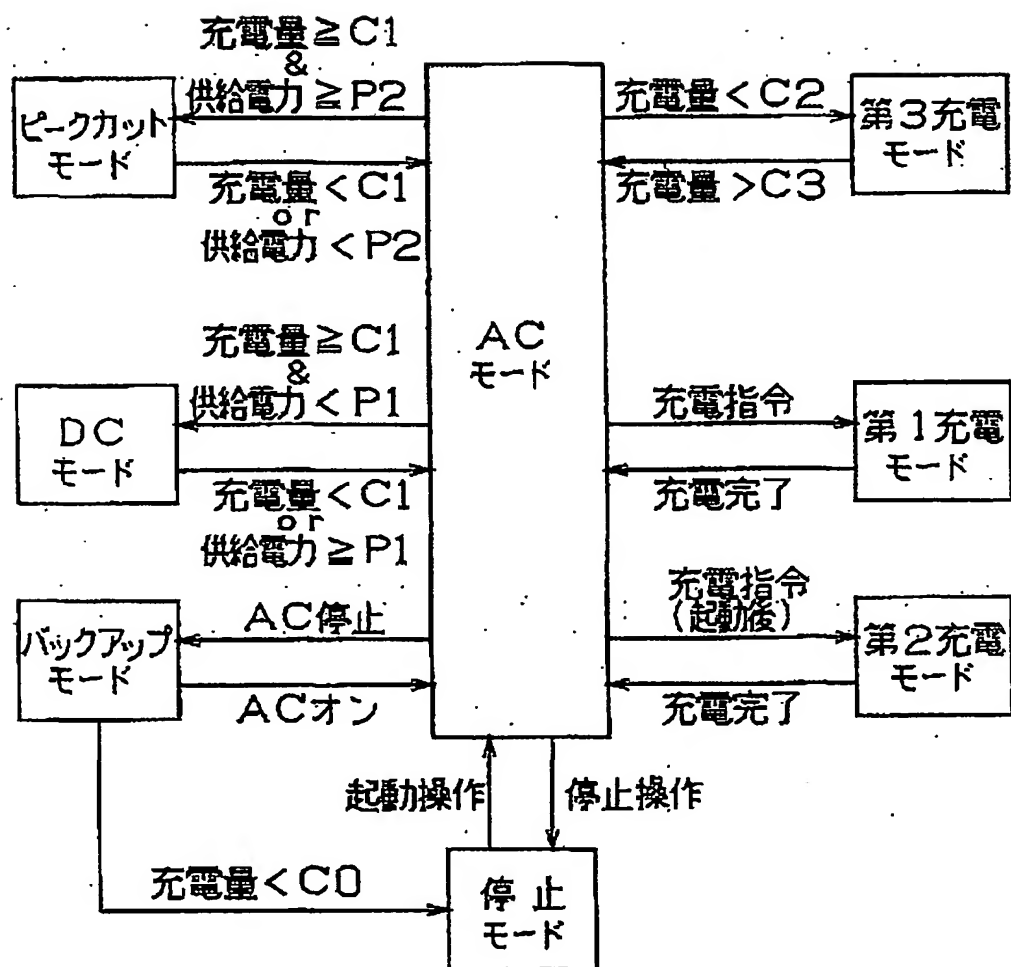 充電量≧C1
&
供給電力≧P2
ピークカット
モード
充電量<C1
or
供給電力<P2
充電量≧C1
&
供給電力<P1
DC
モード
充電量<C1
or
供給電力≧P1
AC停止
バックアップ
モード
ACオン
充電量<C0
AC
モード
充電量<C2
第3充電
モード
充電量>C3
充電指令
第1充電
モード
充電完了
充電指令
(起動後)
第2充電
モード
充電完了
起動操作
停止操作
停止
モード